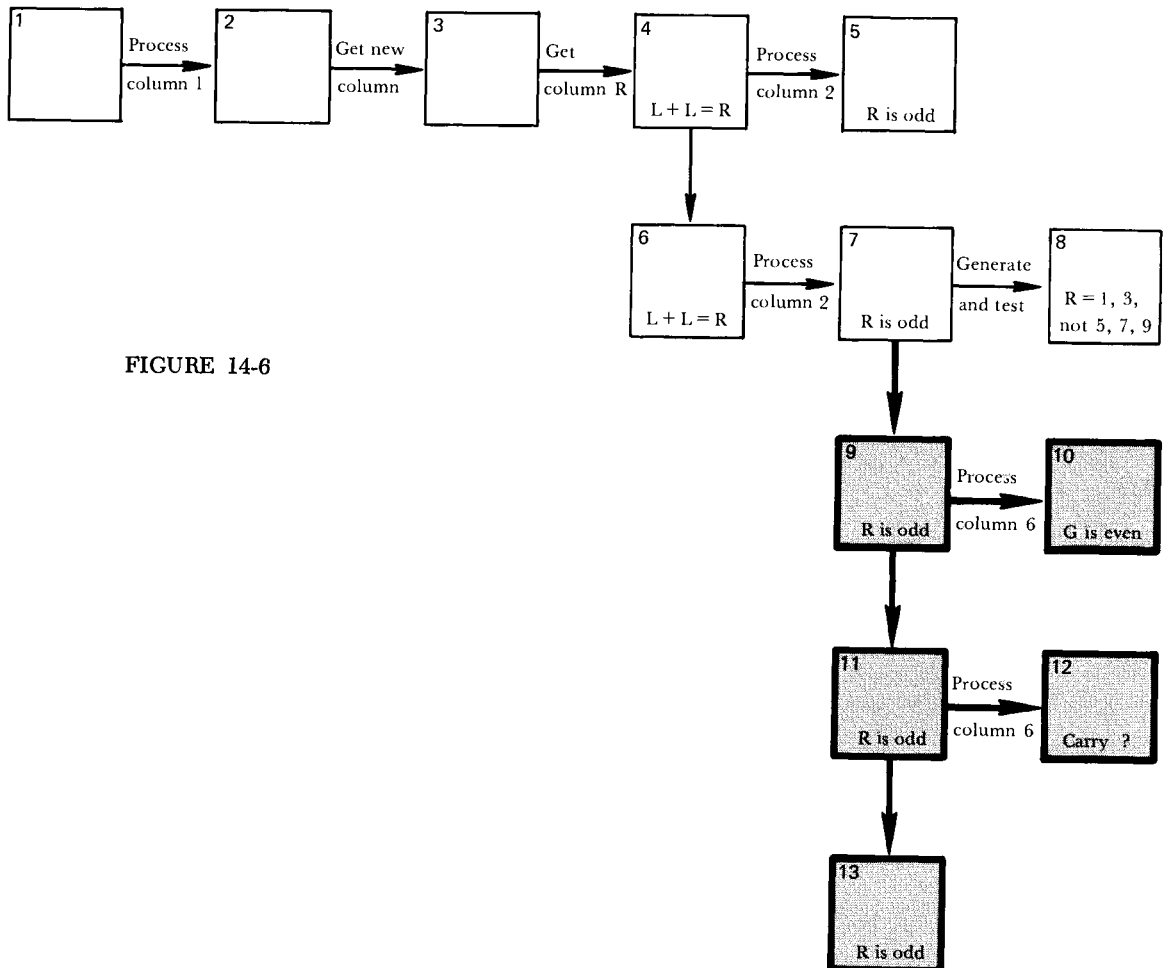 1
Process
column 1
2
Get new
column
3
Get
column R
4
L + L = R
Process
column 2
5
R is odd
6
L + L = R
Process
column 2
7
R is odd
Generate
and test
8
R = 1, 3,
not 5, 7, 9
FIGURE 14-6
9
R is odd
Process
column 6
10
G is even
11
R is odd
Process
column 6
12
Carry ?
13
R is odd